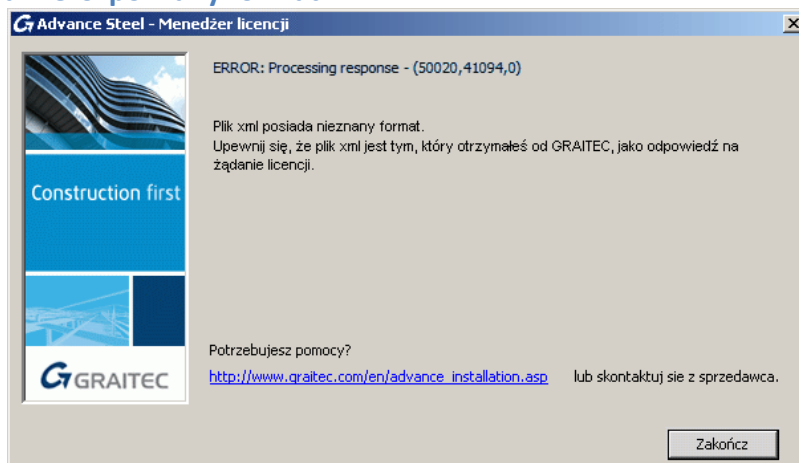 Advance Steel - Menedżer licencji
ERROR: Processing response - (50020,41094,0)
Plik xml posiada nieznany format.
Upewnij się, że plik xml jest tym, który otrzymałeś od GRAITEC, jako odpowiedź na
żądanie licencji.
Construction first
Potrzebujesz pomocy?
http://www.graitec.com/en/advance_installation.asp lub skontaktuj sie z sprzedawca.
GRAITEC
Zakończ